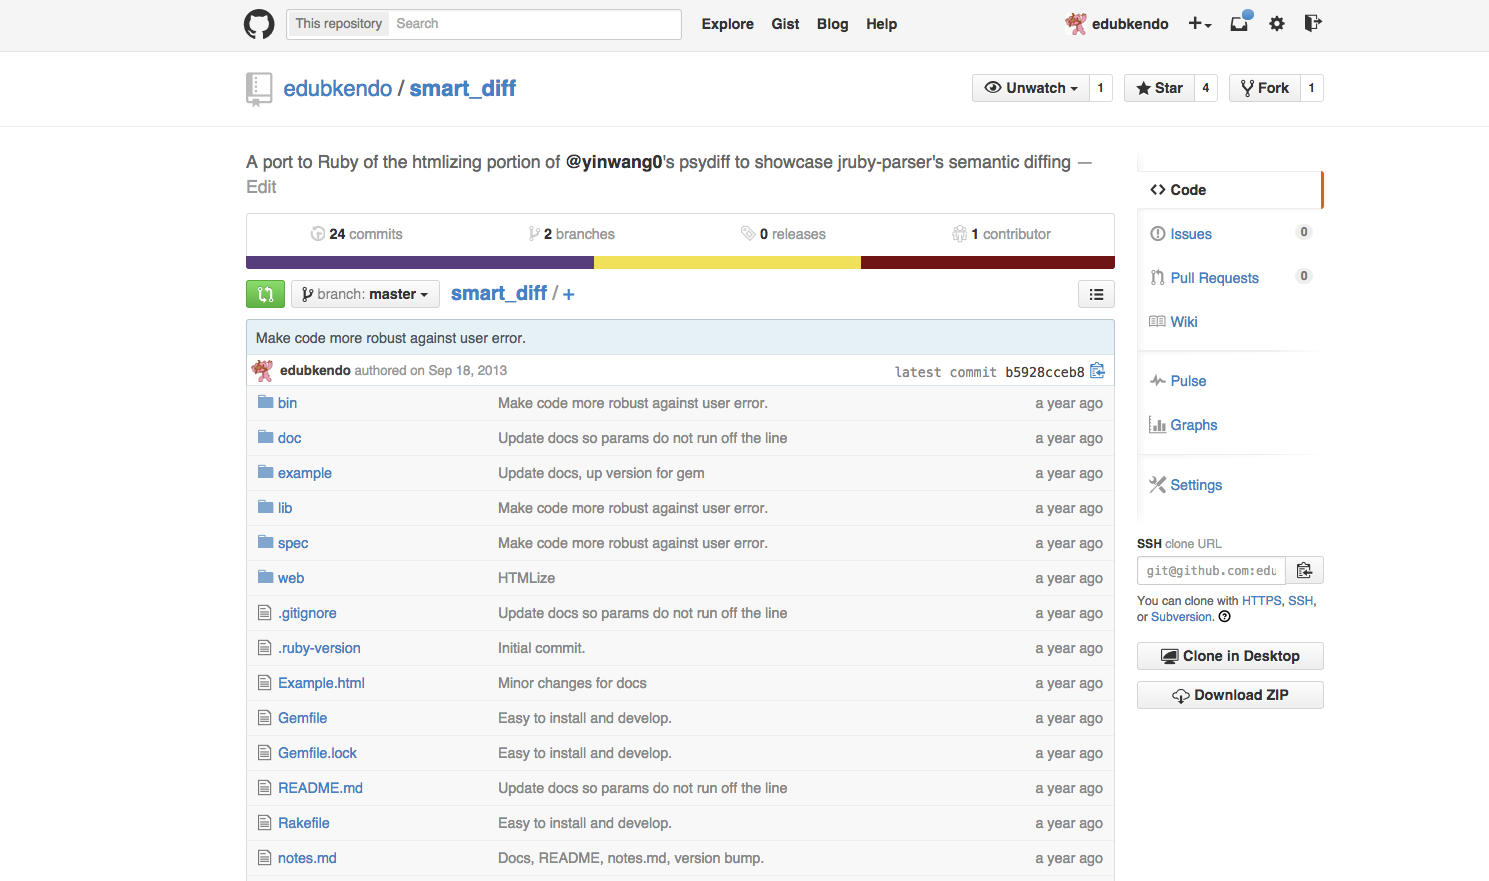 This repository Search Explore Gist Blog Help edubkendo
edubkendo / smart_diff Unwatch 1 Star 4 Fork 1
A port to Ruby of the htmlizing portion of @yinwang0's psydiff to showcase jruby-parser's semantic diffing —
Edit
24 commits 2 branches 0 releases 1 contributor
branch: master smart_diff / +
Make code more robust against user error.
edubkendo authored on Sep 18, 2013 latest commit b5928cceb8
bin Make code more robust against user error. a year ago
doc Update docs so params do not run off the line a year ago
example Update docs, up version for gem a year ago
lib Make code more robust against user error. a year ago
spec Make code more robust against user error. a year ago
web HTMLize a year ago
.gitignore Update docs so params do not run off the line a year ago
.ruby-version Initial commit. a year ago
Example.html Minor changes for docs a year ago
Gemfile Easy to install and develop. a year ago
Gemfile.lock Easy to install and develop. a year ago
README.md Update docs so params do not run off the line a year ago
Rakefile Easy to install and develop. a year ago
notes.md Docs, README, notes.md, version bump. a year ago
Code
Issues 0
Pull Requests 0
Wiki
Pulse
Graphs
Settings
SSH clone URL
git@github.com:edu
You can clone with HTTPS, SSH,
or Subversion.
Clone in Desktop
Download ZIP